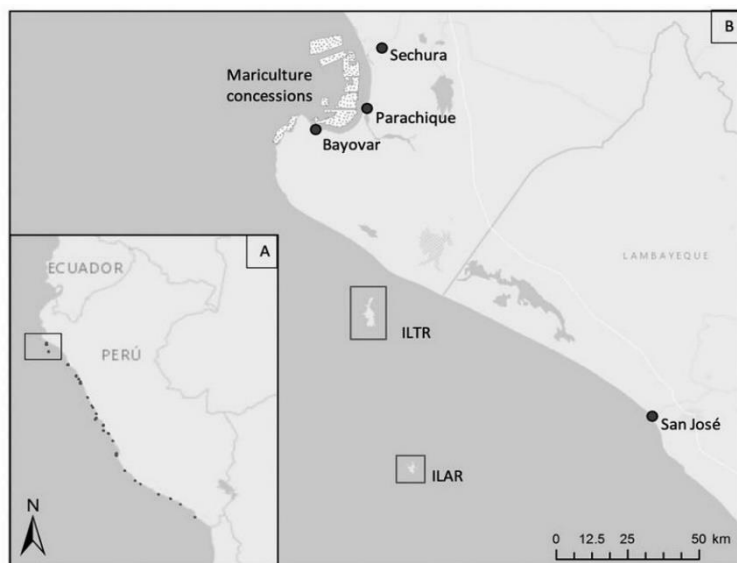 B
Sechura
Mariculture
concessions
Parachique
Bayovar
A
ECUADOR
LAMBAYEQUE
PERÚ
ILTR
San José
ILAR
N
0 12.5 25 50 km